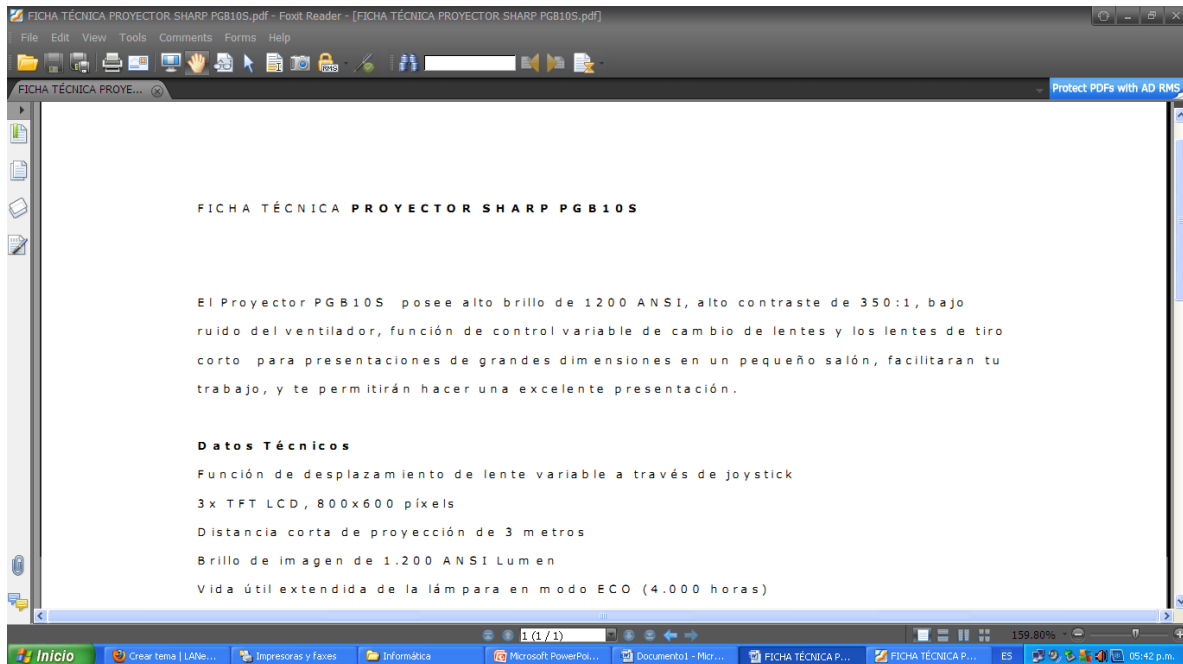 FICHA TÉCNICA PROYECTOR SHARP PGB10S.pdf - Foxit Reader - [FICHA TÉCNICA PROYECTOR SHARP PGB10S.pdf]
File Edit View Tools Comments Forms Help
RMS
FICHA TÉCNICA PROYE...
Protect PDFs with AD RMS
FICHA TÉCNICA PROYECTOR SHARP PGB10S
El Proyector PGB10S posee alto brillo de 1200 ANSI, alto contraste de 350:1, bajo
ruido del ventilador, función de control variable de cambio de lentes y los lentes de tiro
corto para presentaciones de grandes dimensiones en un pequeño salón, facilitaran tu
trabajo, y te permitirán hacer una excelente presentación.
Datos Técnicos
Función de desplazamiento de lente variable a través de joystick
3x TFT LCD, 800x600 píxels
Distancia corta de proyección de 3 metros
Brillo de imagen de 1.200 ANSI Lumen
Vida útil extendida de la lámpara en modo ECO (4.000 horas)
1 (1 / 1)
159.80%
Inicio
Crear tema | LANe...
Impresoras y faxes
Informática
Microsoft PowerPoi...
Documento1 - Micr...
FICHA TÉCNICA P...
FICHA TÉCNICA P...
ES
05:42 p.m.